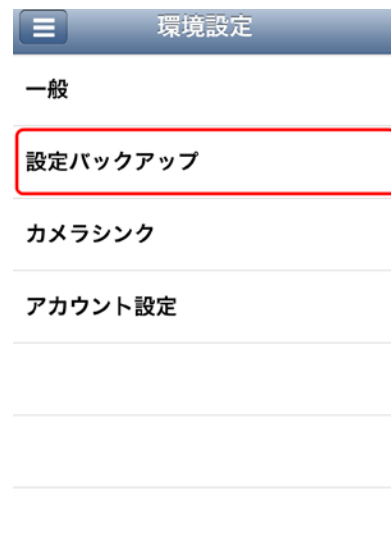 環境設定
一般
設定バックアップ
カメラシンク
アカウント設定